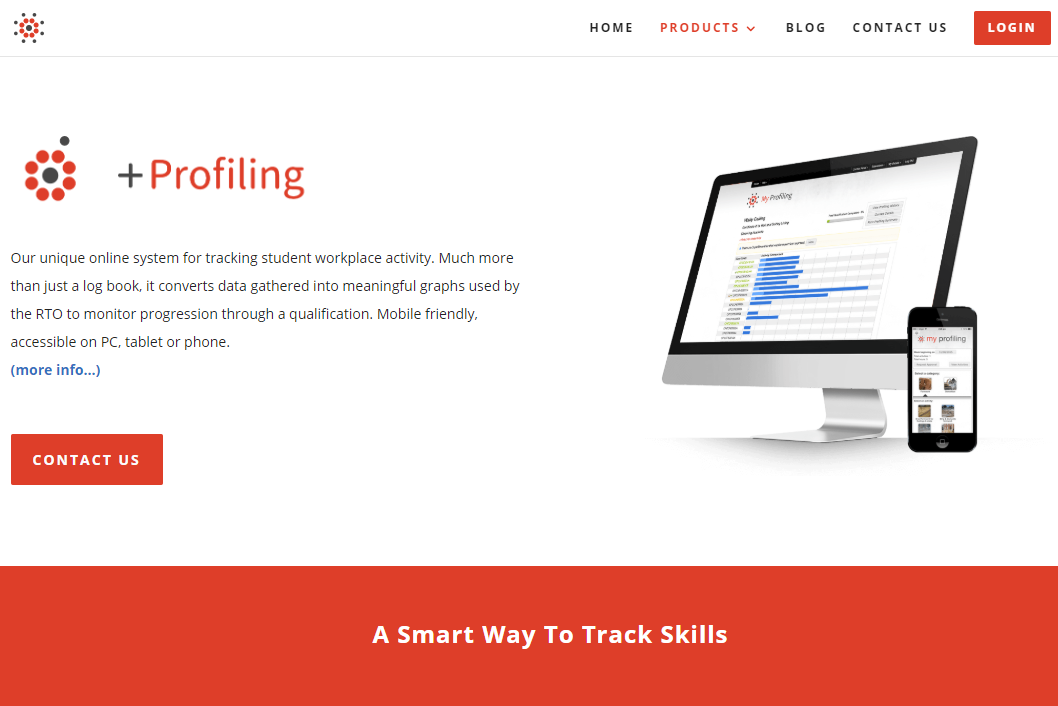 HOME PRODUCTS BLOG CONTACT US LOGIN
+Profiling
Our unique online system for tracking student workplace activity. Much more
than just a log book, it converts data gathered into meaningful graphs used by
the RTO to monitor progression through a qualification. Mobile friendly,
accessible on PC, tablet or phone.
(more info...)
CONTACT US
My Profiling
my profiling
A Smart Way To Track Skills